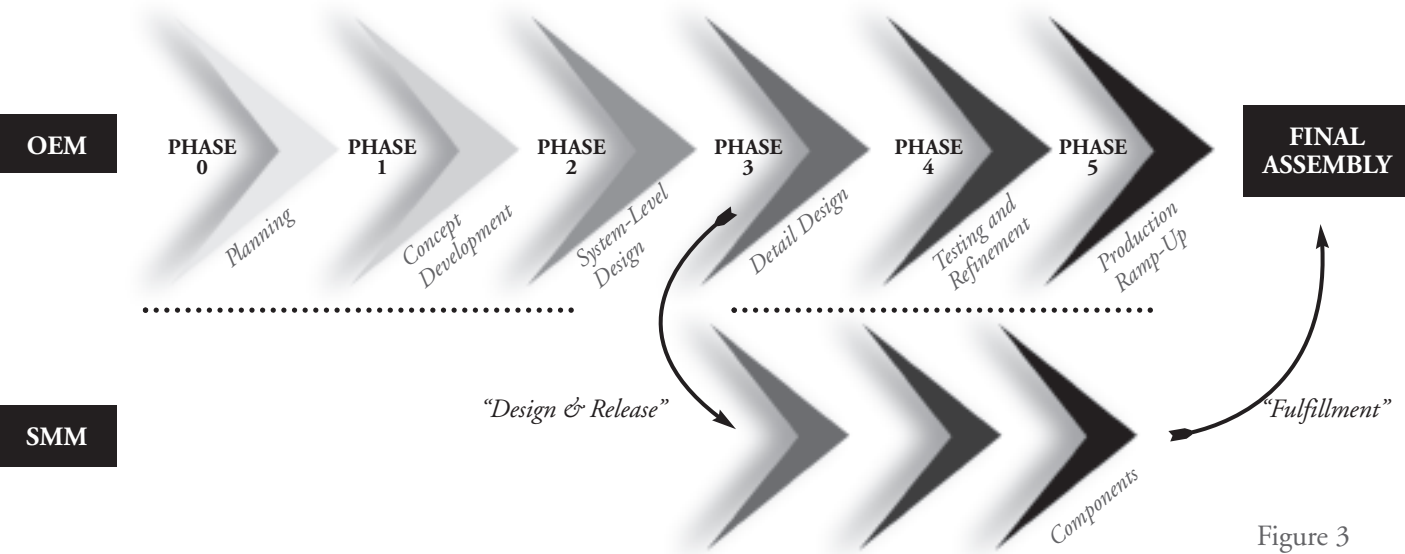 OEM
PHASE
0
PHASE
1
PHASE
2
PHASE
3
PHASE
4
PHASE
5
FINAL
ASSEMBLY
Planning
Concept
Development
System-Level
Design
Detail Design
Testing and
Refinement
Production
Ramp-Up
SMM
“Design & Release”
“Fulfillment”
Components
Figure 3